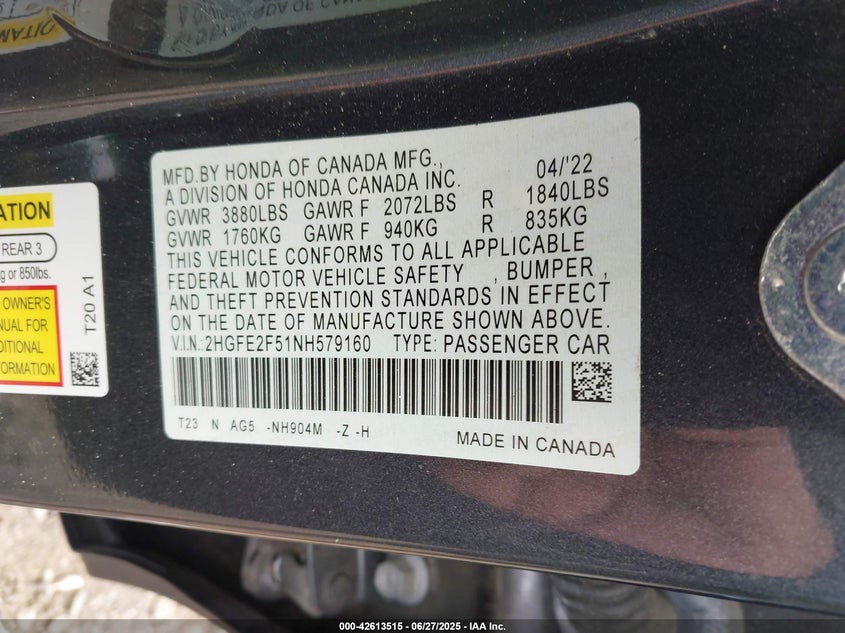 MFD.BY HONDA OF CANADA MFG., 04/'22
A DIVISION OF HONDA CANADA INC.
GVWR 3880LBS GAWR F 2072LBS R 1840LBS
GVWR 1760KG GAWR F 940KG R 835KG
THIS VEHICLE CONFORMS TO ALL APPLICABLE
FEDERAL MOTOR VEHICLE SAFETY , BUMPER ,
AND THEFT PREVENTION STANDARDS IN EFFECT
ON THE DATE OF MANUFACTURE SHOWN ABOVE.
V.I.N.:2HGFE2F51NH579160 TYPE: PASSENGER CAR
T23 N AG5 -NH904M -Z -H
MADE IN CANADA
ATION
REAR 3
g or 850lbs.
OWNER'S
NUAL FOR
DITIONAL
FORMATION
T20 A1
000-42613515 / 06/27/2025 - IAA Inc.